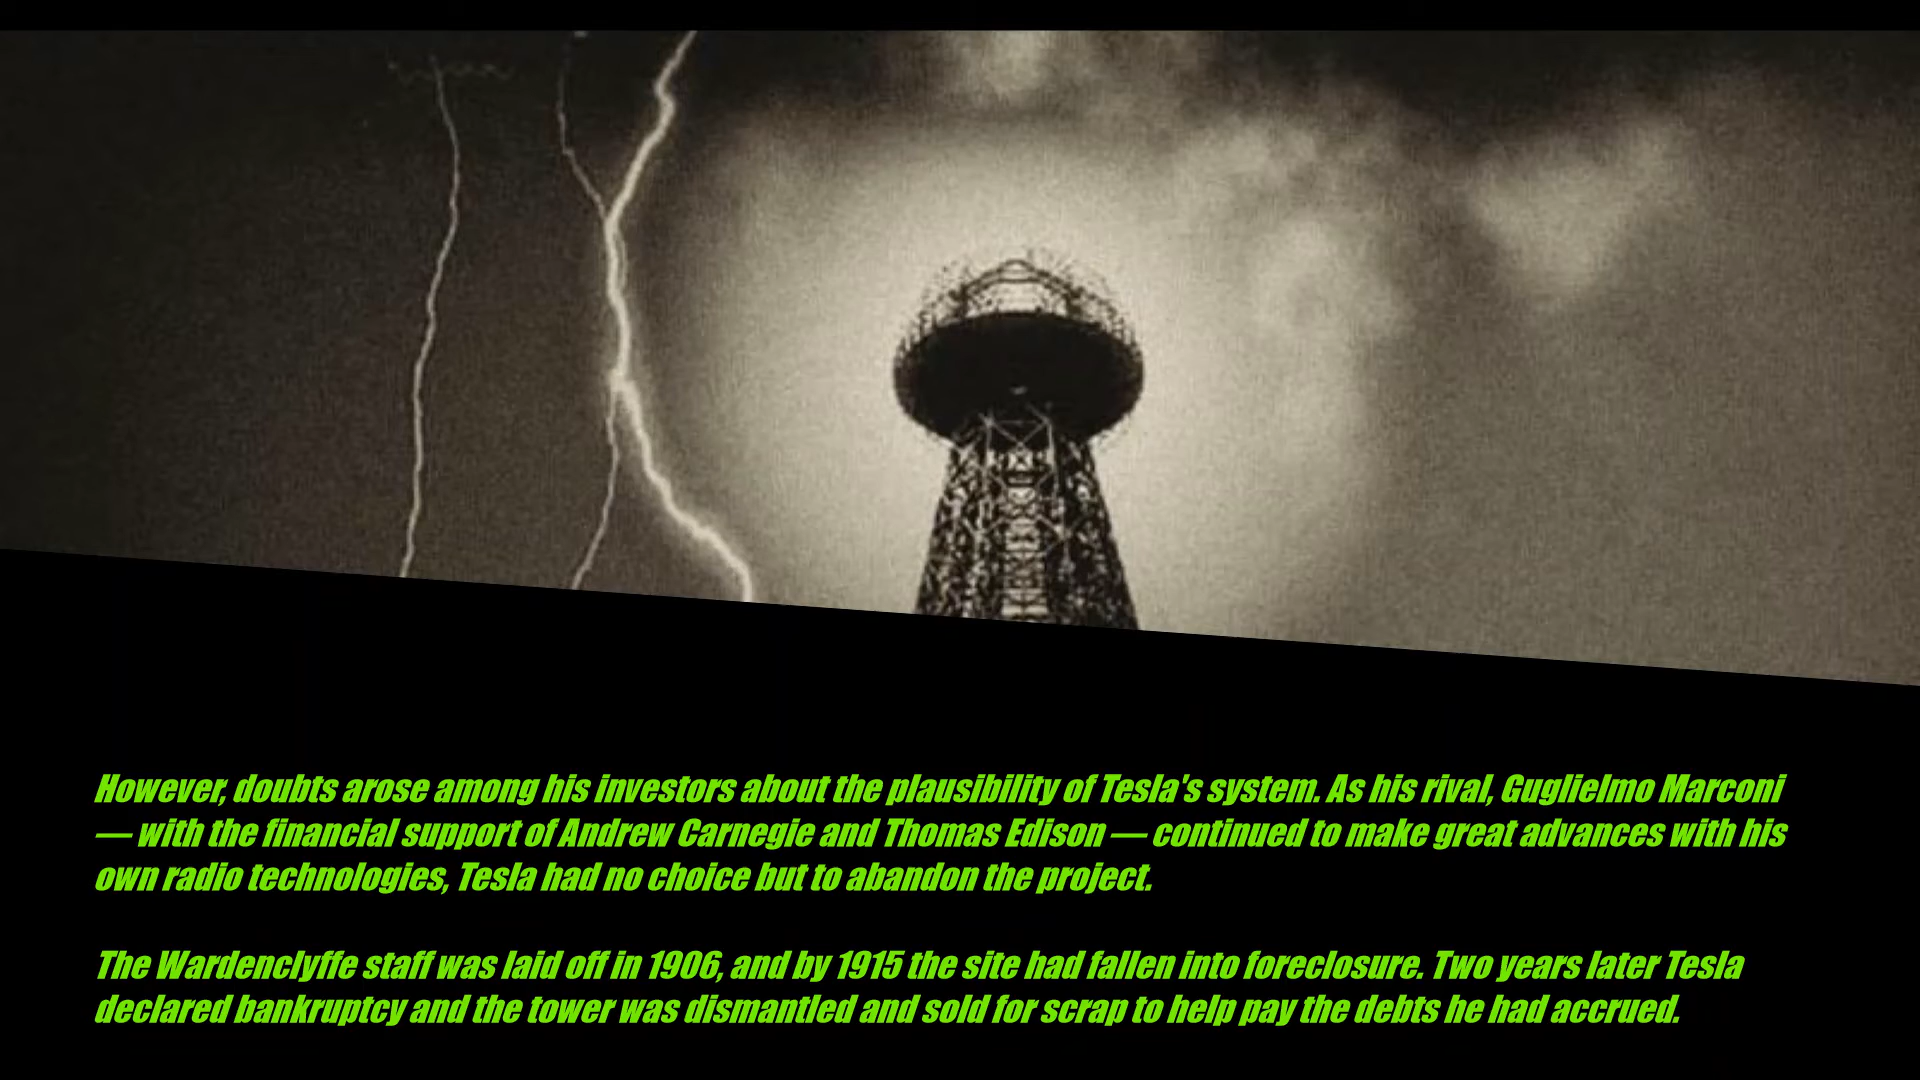 However, doubts arose among his investors about the plausibility of Tesla's system. As his rival, Guglielmo Marconi
— with the financial support of Andrew Carnegie and Thomas Edison — continued to make great advances with his
own radio technologies, Tesla had no choice but to abandon the project.
The Wardenclyffe staff was laid off in 1906, and by 1915 the site had fallen into foreclosure. Two years later Tesla
declared bankruptcy and the tower was dismantled and sold for scrap to help pay the debts he had accrued.